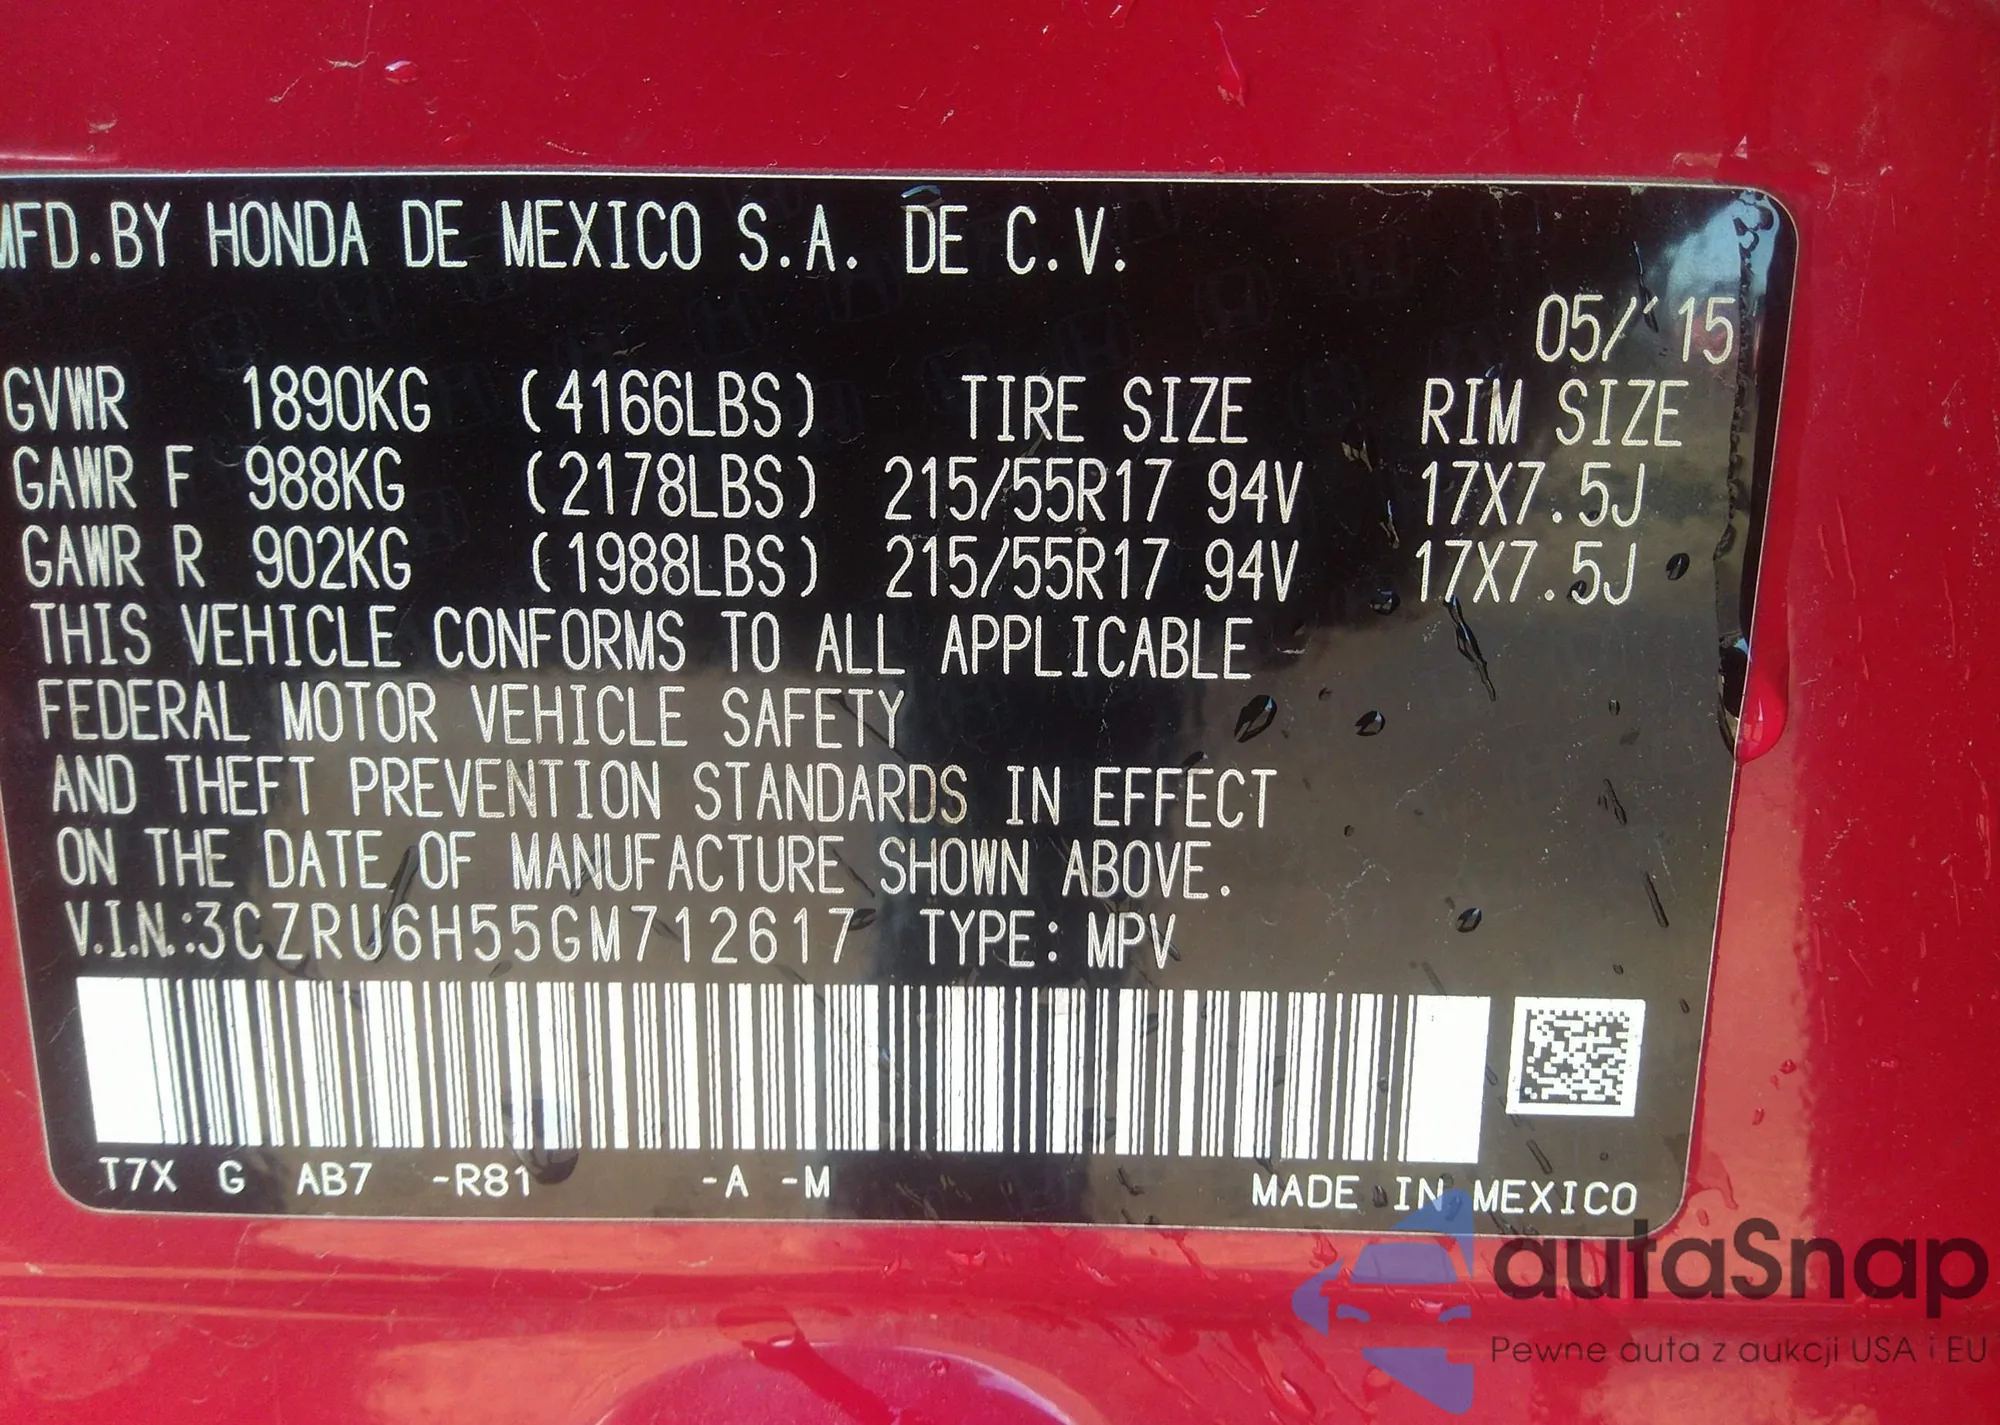 MFD.BY HONDA DE MEXICO S.A. DE C.V.
05/ 15
GVWR 1890KG (4166LBS) TIRE SIZE RIM SIZE
GAWR F 988KG (2178LBS) 215/55R17 94V 17X7.5J
GAWR R 902KG (1988LBS) 215/55R17 94V 17X7.5J
THIS VEHICLE CONFORMS TO ALL APPLICABLE
FEDERAL MOTOR VEHICLE SAFETY
AND THEFT PREVENTION STANDARDS IN EFFECT
ON THE DATE OF MANUFACTURE SHOWN ABOVE.
V.I.N.:3CZRU6H55GM712617 TYPE: MPV
T7X G AB7 -R81 -A -M MADE IN MEXICO
autaSnap
Pewne auta z aukcji USA i EU